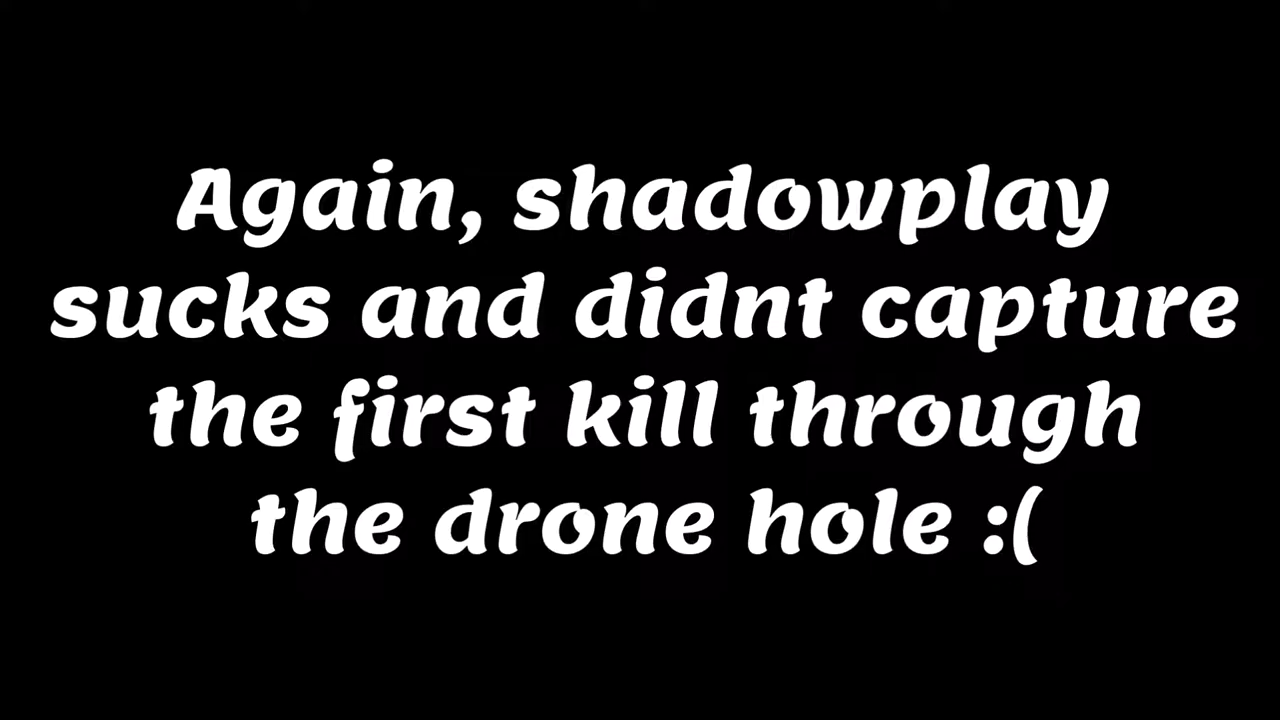 Again, shadowplay
sucks and didnt capture
the first kill through
the drone hole :(